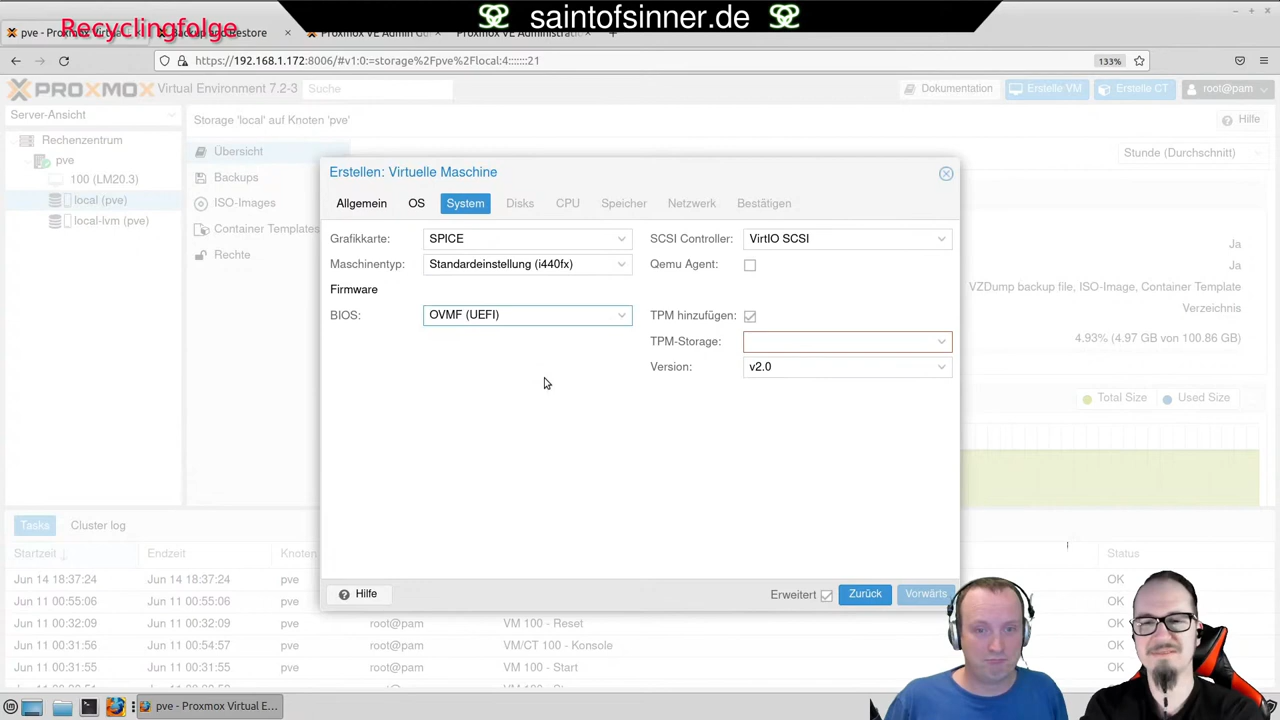 saintofsinner.de
Recyclingfolge
pve - Proxmox Virtual
Backup and Restore
Proxmox VE Admin Gu
Proxmox VE Administrati
https://192.168.1.172:8006/#v1:0:=storage%2Fpve%2Flocal:4:::::::21
133%
PROXMOX Virtual Environment 7.2-3
Suche
Dokumentation
Erstelle VM
Erstelle CT
root@pam
Server-Ansicht
Storage 'local' auf Knoten 'pve'
Hilfe
Rechenzentrum
pve
100 (LM20.3)
local (pve)
local-lvm (pve)
Übersicht
Backups
ISO-Images
Container Templates
Rechte
Stunde (Durchschnitt)
Erstellen: Virtuelle Maschine
Allgemein
OS
System
Disks
CPU
Speicher
Netzwerk
Bestätigen
Grafikkarte: SPICE
SCSI Controller: VirtIO SCSI
Maschinentyp: Standardeinstellung (i440fx)
Qemu Agent:
Firmware
BIOS: OVMF (UEFI)
TPM hinzufügen:
TPM-Storage:
Version: v2.0
Ja
Ja
VZDump backup file, ISO-Image, Container Template
Verzeichnis
4.93% (4.97 GB von 100.86 GB)
Total Size
Used Size
Hilfe
Erweitert
Zurück
Vorwärts
Tasks
Cluster log
Startzeit
Endzeit
Knoten
Status
Jun 14 18:37:24
Jun 14 18:37:24
pve
OK
Jun 11 00:55:06
Jun 11 00:55:06
pve
OK
Jun 11 00:32:09
Jun 11 00:32:09
pve
root@pam
VM 100 - Reset
OK
Jun 11 00:31:56
Jun 11 00:54:57
pve
root@pam
VM/CT 100 - Konsole
OK
Jun 11 00:31:55
Jun 11 00:31:55
pve
root@pam
VM 100 - Start
OK
pve - Proxmox Virtual E...